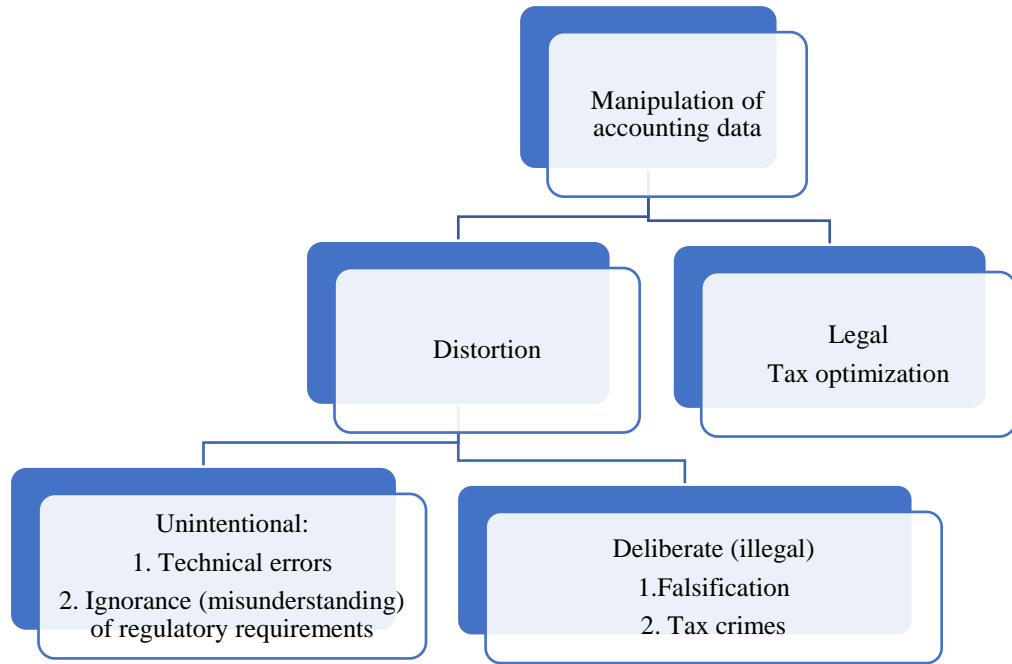 Manipulation of
accounting data
Distortion
Legal
Tax optimization
Unintentional:
1. Technical errors
2. Ignorance (misunderstanding)
of regulatory requirements
Deliberate (illegal)
1.Falsification
2. Tax crimes